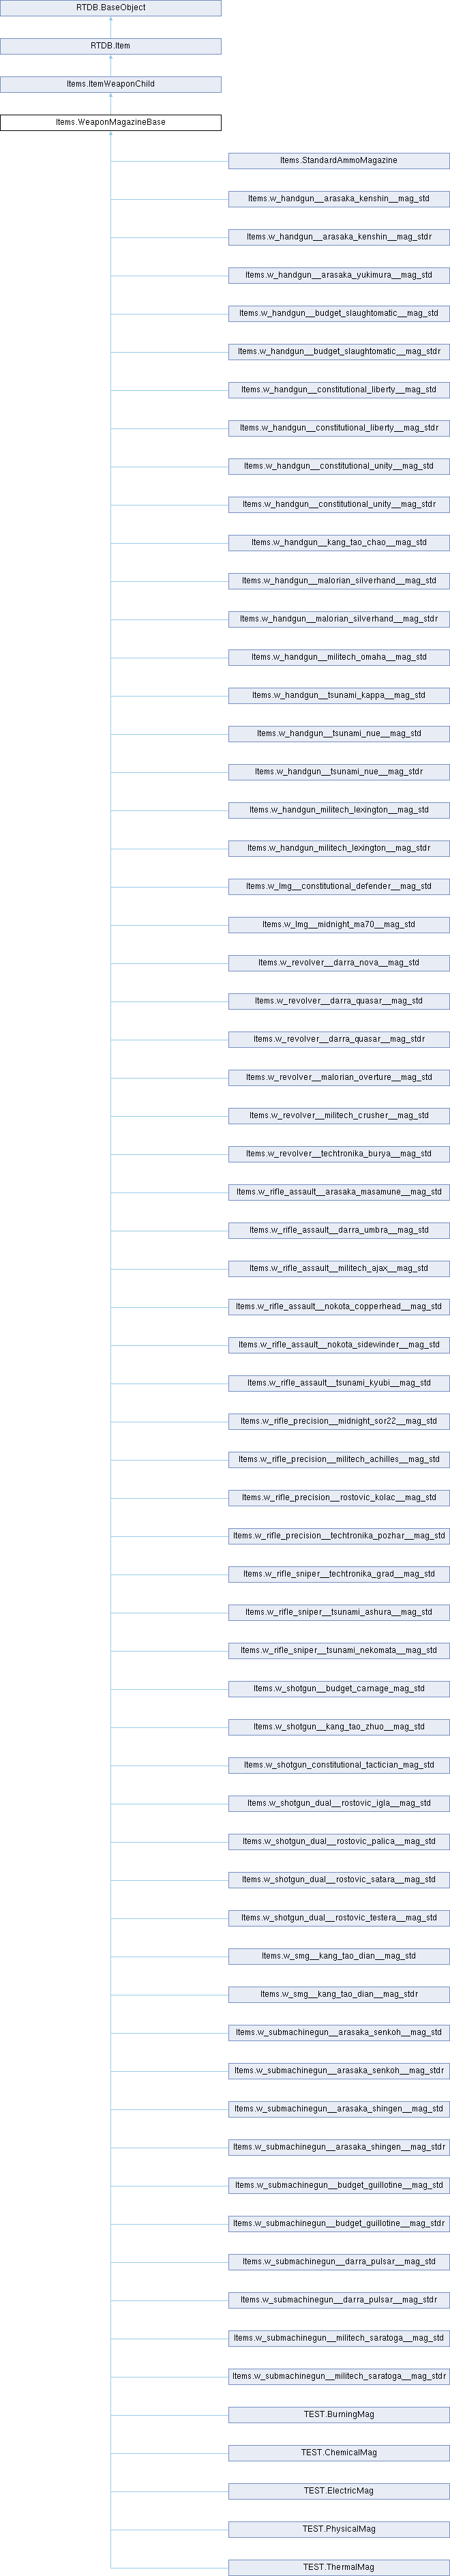 RTDB.BaseObject
RTDB.Item
Items.ItemWeaponChild
Items.WeaponMagazineBase
Items.StandardAmmoMagazine
Items.w_handgun__arasaka_kenshin__mag_std
Items.w_handgun__arasaka_kenshin__mag_stdr
Items.w_handgun__arasaka_yukimura__mag_std
Items.w_handgun__budget_slaughtomatic__mag_std
Items.w_handgun__budget_slaughtomatic__mag_stdr
Items.w_handgun__constitutional_liberty__mag_std
Items.w_handgun__constitutional_liberty__mag_stdr
Items.w_handgun__constitutional_unity__mag_std
Items.w_handgun__constitutional_unity__mag_stdr
Items.w_handgun__kang_tao_chao__mag_std
Items.w_handgun__malorian_silverhand__mag_std
Items.w_handgun__malorian_silverhand__mag_stdr
Items.w_handgun__militech_omaha__mag_std
Items.w_handgun__tsunami_kappa__mag_std
Items.w_handgun__tsunami_nue__mag_std
Items.w_handgun__tsunami_nue__mag_stdr
Items.w_handgun_militech_lexington__mag_std
Items.w_handgun_militech_lexington__mag_stdr
Items.w_lmg__constitutional_defender__mag_std
Items.w_lmg__midnight_ma70__mag_std
Items.w_revolver__darra_nova__mag_std
Items.w_revolver__darra_quasar__mag_std
Items.w_revolver__darra_quasar__mag_stdr
Items.w_revolver__malorian_overture__mag_std
Items.w_revolver__militech_crusher__mag_std
Items.w_revolver__techtronika_burya__mag_std
Items.w_rifle_assault__arasaka_masamune__mag_std
Items.w_rifle_assault__darra_umbra__mag_std
Items.w_rifle_assault__militech_ajax__mag_std
Items.w_rifle_assault__nokota_copperhead__mag_std
Items.w_rifle_assault__nokota_sidewinder__mag_std
Items.w_rifle_assault__tsunami_kyubi__mag_std
Items.w_rifle_precision__midnight_sor22__mag_std
Items.w_rifle_precision__militech_achilles__mag_std
Items.w_rifle_precision__rostovic_kolac__mag_std
Items.w_rifle_precision__techtronika_pozhar__mag_std
Items.w_rifle_sniper__techtronika_grad__mag_std
Items.w_rifle_sniper__tsunami_ashura__mag_std
Items.w_rifle_sniper__tsunami_nekomata__mag_std
Items.w_shotgun__budget_carnage_mag_std
Items.w_shotgun__kang_tao_zhuo__mag_std
Items.w_shotgun_constitutional_tactician_mag_std
Items.w_shotgun_dual__rostovic_igla__mag_std
Items.w_shotgun_dual__rostovic_palica__mag_std
Items.w_shotgun_dual__rostovic_satara__mag_std
Items.w_shotgun_dual__rostovic_testera__mag_std
Items.w_smg__kang_tao_dian__mag_std
Items.w_smg__kang_tao_dian__mag_stdr
Items.w_submachinegun__arasaka_senkoh__mag_std
Items.w_submachinegun__arasaka_senkoh__mag_stdr
Items.w_submachinegun__arasaka_shingen__mag_std
Items.w_submachinegun__arasaka_shingen__mag_stdr
Items.w_submachinegun__budget_guillotine__mag_std
Items.w_submachinegun__budget_guillotine__mag_stdr
Items.w_submachinegun__darra_pulsar__mag_std
Items.w_submachinegun__darra_pulsar__mag_stdr
Items.w_submachinegun__militech_saratoga__mag_std
Items.w_submachinegun__militech_saratoga__mag_stdr
TEST.BurningMag
TEST.ChemicalMag
TEST.ElectricMag
TEST.PhysicalMag
TEST.ThermalMag